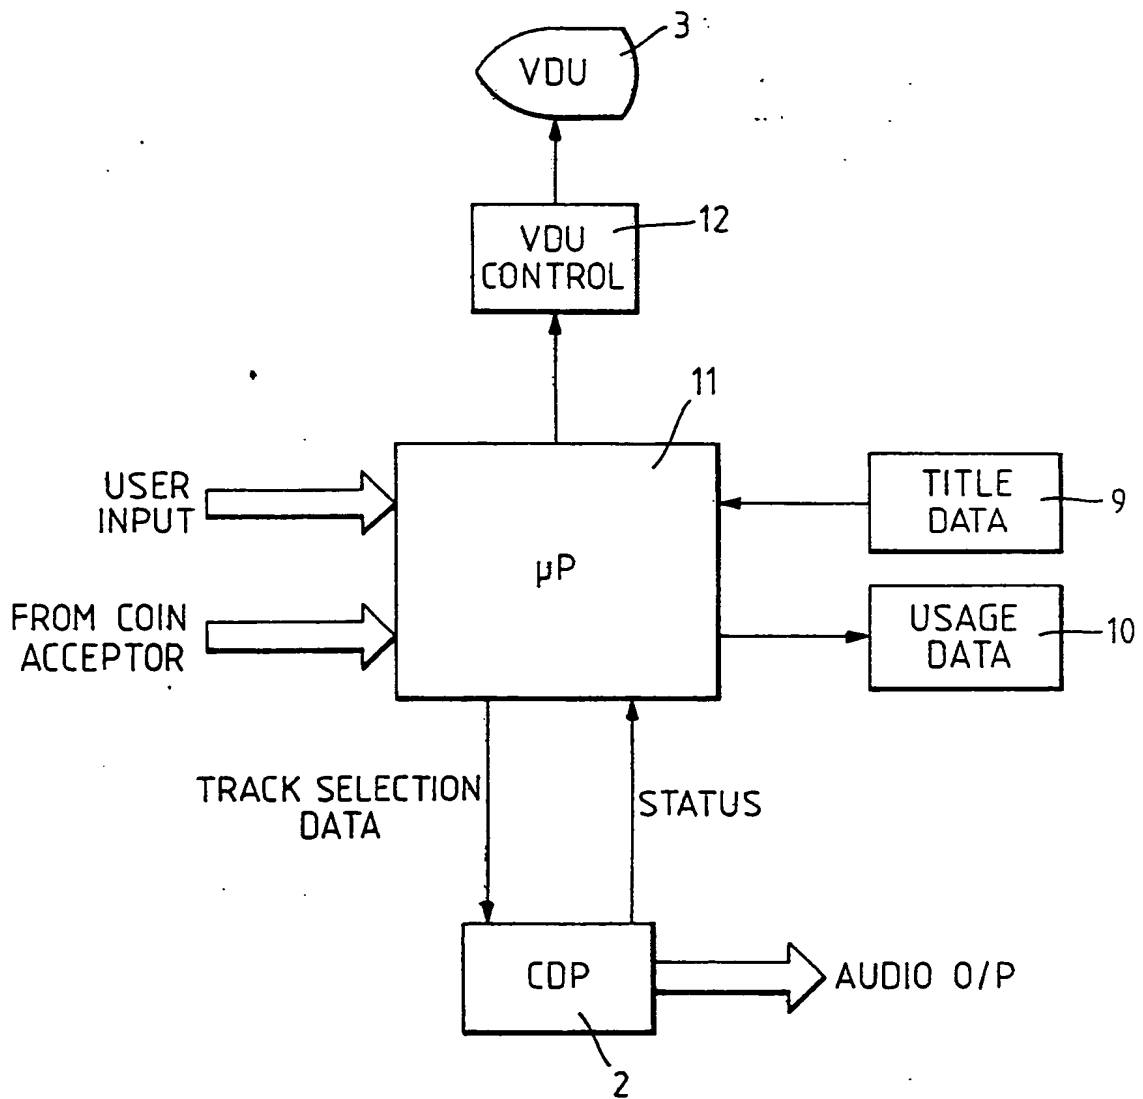 3
VDU
12
VDU
CONTROL
11
USER
INPUT
TITLE
DATA
9
µP
FROM COIN
ACCEPTOR
USAGE
DATA
10
TRACK SELECTION
DATA
STATUS
CDP
AUDIO O/P
2